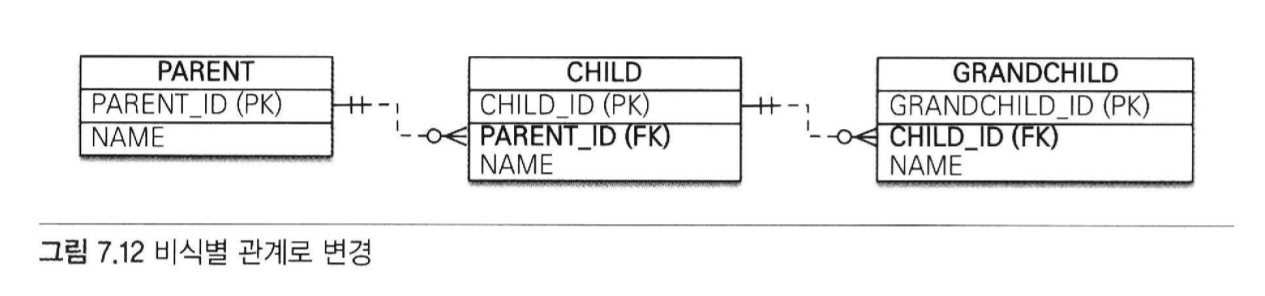 PARENT
PARENT_ID (PK)
NAME
CHILD
CHILD_ID (PK)
PARENT_ID (FK)
NAME
GRANDCHILD
GRANDCHILD_ID (PK)
CHILD_ID (FK)
NAME
그림 7.12 비식별 관계로 변경